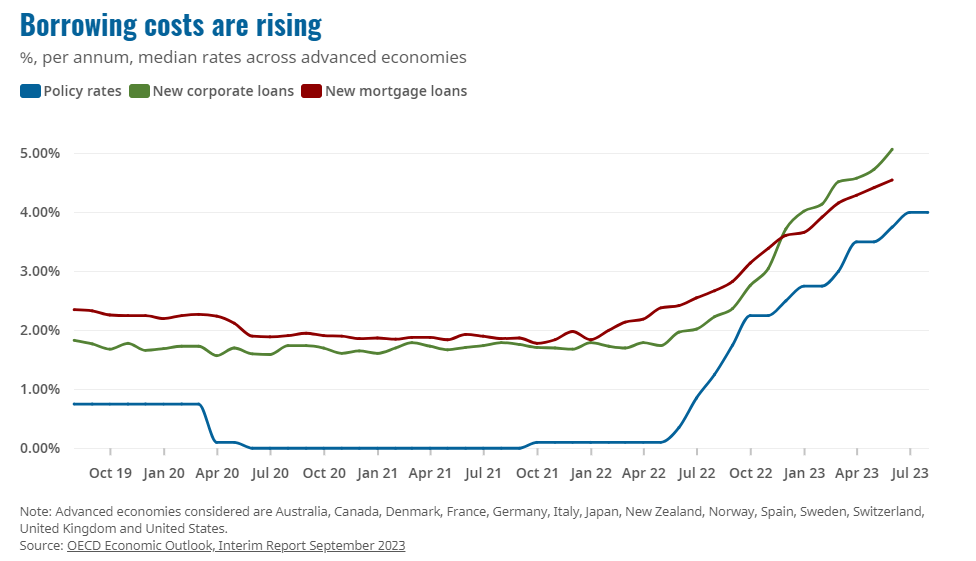 Borrowing costs are rising
%, per annum, median rates across advanced economies
Policy rates New corporate loans New mortgage loans
5.00%
4.00%
3.00%
2.00%
1.00%
0.00%
Oct 19 Jan 20 Apr 20 Jul 20 Oct 20 Jan 21 Apr 21 Jul 21 Oct 21 Jan 22 Apr 22 Jul 22 Oct 22 Jan 23 Apr 23 Jul 23
Note: Advanced economies considered are Australia, Canada, Denmark, France, Germany, Italy, Japan, New Zealand, Norway, Spain, Sweden, Switzerland,
United Kingdom and United States.
Source: OECD Economic Outlook, Interim Report September 2023